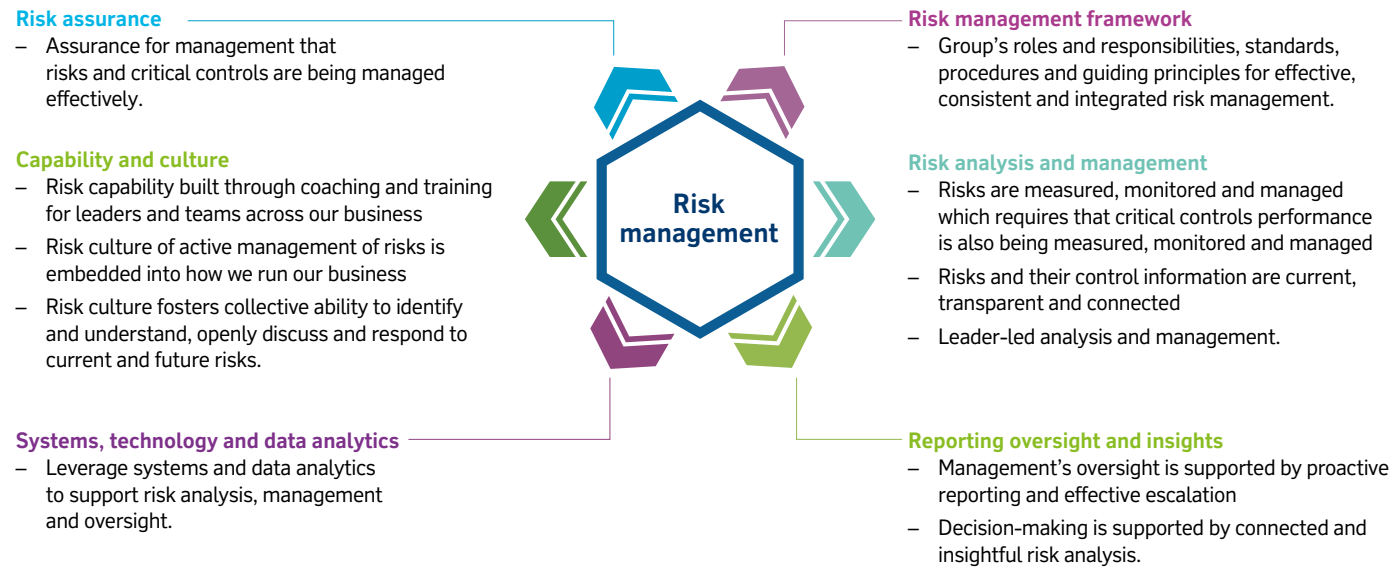 Risk assurance
– Assurance for management that
risks and critical controls are being managed
effectively.
Capability and culture
– Risk capability built through coaching and training
for leaders and teams across our business
– Risk culture of active management of risks is
embedded into how we run our business
– Risk culture fosters collective ability to identify
and understand, openly discuss and respond to
current and future risks.
Systems, technology and data analytics
– Leverage systems and data analytics
to support risk analysis, management
and oversight.
Risk
management
Risk management framework
– Group’s roles and responsibilities, standards,
procedures and guiding principles for effective,
consistent and integrated risk management.
Risk analysis and management
– Risks are measured, monitored and managed
which requires that critical controls performance
is also being measured, monitored and managed
– Risks and their control information are current,
transparent and connected
– Leader-led analysis and management.
Reporting oversight and insights
– Management’s oversight is supported by proactive
reporting and effective escalation
– Decision-making is supported by connected and
insightful risk analysis.